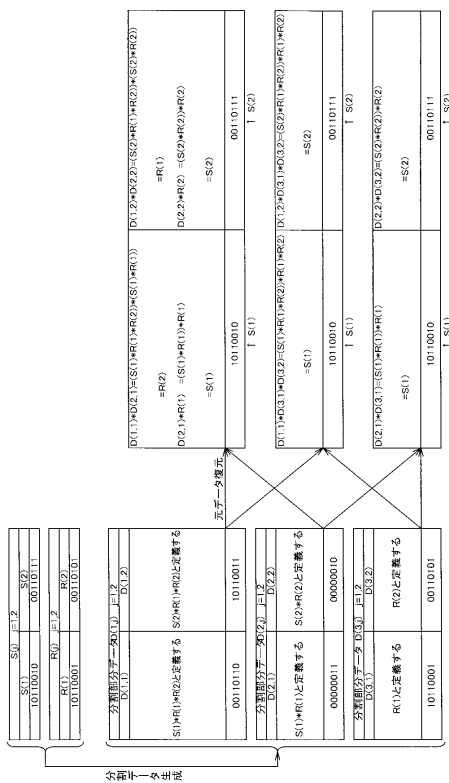 分割データ生成
S(j) j=1,2
S(1) S(2)
10110010 00110111
R(j) j=1,2
R(1) R(2)
10110001 00110101
分割部分データD(1,j) j=1,2
D(1,1) D(1,2)
S(1)*R(1)*R(2)と定義する S(2)*R(1)*R(2)と定義する
00110110 10110011
分割部分データD(2,j) j=1,2
D(2,1) D(2,2)
S(1)*R(1)と定義する S(2)*R(2)と定義する
00000011 00000010
分割部分データ D(3,j) j=1,2
D(3,1) D(3,2)
R(1)と定義する R(2)と定義する
10110001 00110101
元データ復元
D(1,1)*D(2,1)=(S(1)*R(1)*R(2))*(S(1)*R(1)) D(1,2)*D(2,2)=(S(2)*R(1)*R(2))*(S(2)*R(2))
=R(2) =R(1)
D(2,1)*R(1) =(S(1)*R(1))*R(1) D(2,2)*R(2) =(S(2)*R(2))*R(2)
=S(1) =S(2)
10110010 00110111
↑ S(1) ↑ S(2)
D(1,1)*D(3,1)*D(3,2)=(S(1)*R(1)*R(2))*R(1)*R(2) D(1,2)*D(3,1)*D(3,2)=(S(2)*R(1)*R(2))*R(1)*R(2)
=S(1) =S(2)
10110010 00110111
↑ S(1) ↑ S(2)
D(2,1)*D(3,1)=(S(1)*R(1))*R(1) D(2,2)*D(3,2)=(S(2)*R(2))*R(2)
=S(1) =S(2)
10110010 00110111
↑ S(1) ↑ S(2)